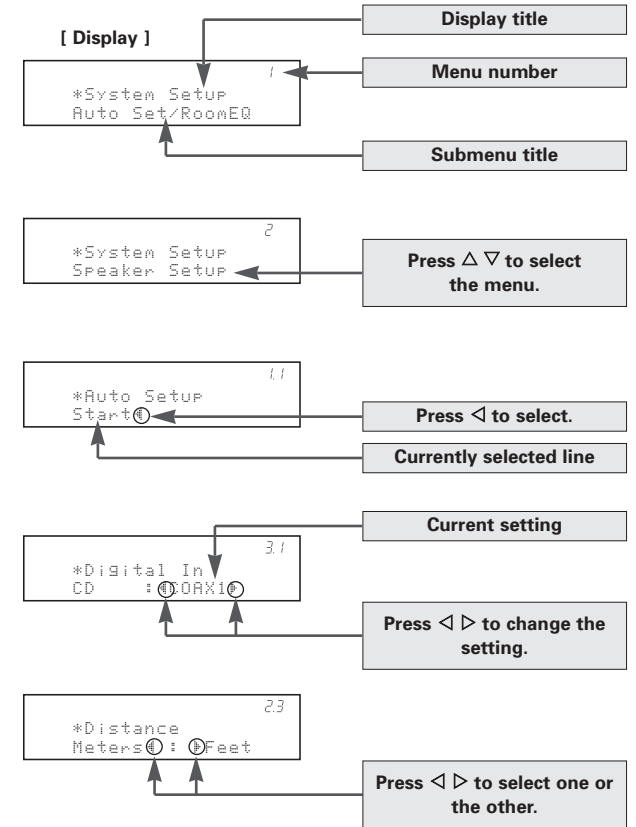 [ Display ]
Display title
1
Menu number
*System Setup
Auto Set/RoomEQ
Submenu title
2
*System Setup
Speaker Setup
Press △ ▽ to select
the menu.
1.1
*Auto Setup
Start◁
Press ◁ to select.
Currently selected line
Current setting
3.1
*Digital In
CD : ◁COAX1▷
Press ◁ ▷ to change the
setting.
2.3
*Distance
Meters◁ : ▷Feet
Press ◁ ▷ to select one or
the other.